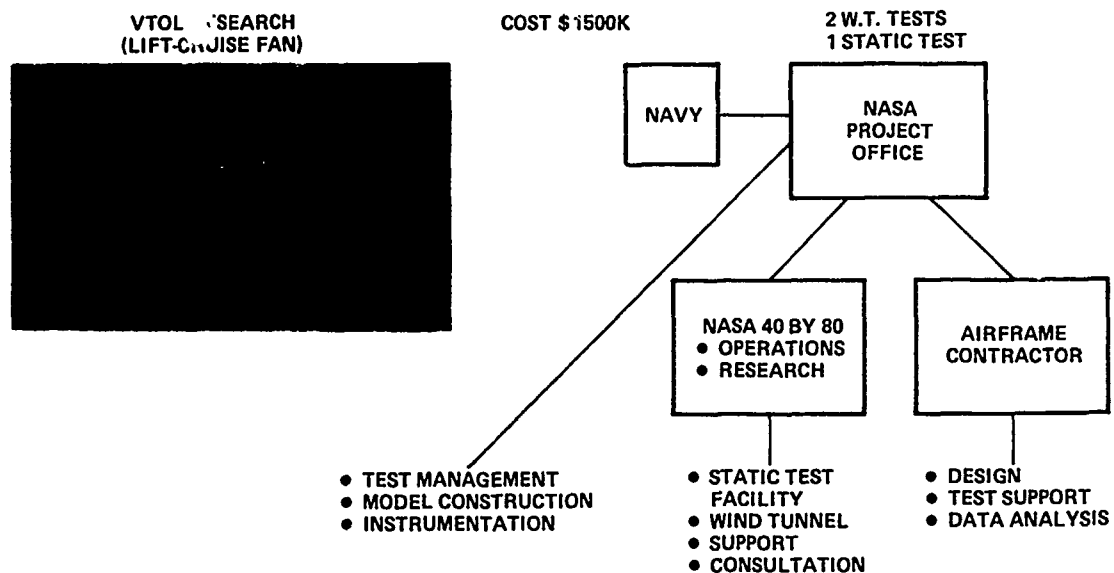 VTOL
(LIFT-CRUISE FAN)
COST $1500K
2 W.T. TESTS
1 STATIC TEST
NAVY
NASA
PROJECT
OFFICE
NASA 40 BY 80
● OPERATIONS
● RESEARCH
AIRFRAME
CONTRACTOR
● TEST MANAGEMENT
● MODEL CONSTRUCTION
● INSTRUMENTATION
● STATIC TEST
FACILITY
● WIND TUNNEL
● SUPPORT
● CONSULTATION
● DESIGN
● TEST SUPPORT
● DATA ANALYSIS